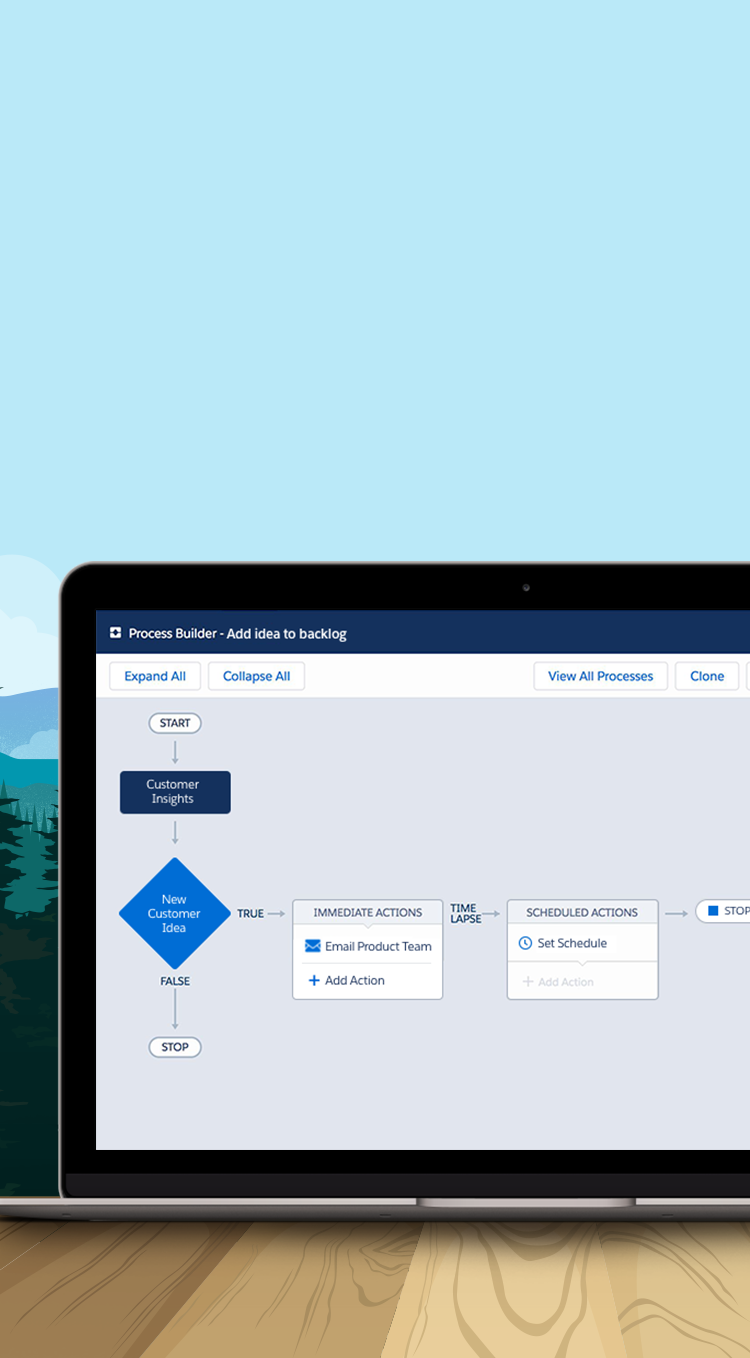 Process Builder - Add idea to backlog
Expand All
Collapse All
View All Processes
Clone
START
Customer
Insights
New
Customer
Idea
TRUE
IMMEDIATE ACTIONS
Email Product Team
Add Action
TIME
LAPSE
SCHEDULED ACTIONS
Set Schedule
Add Action
STOP
FALSE
STOP